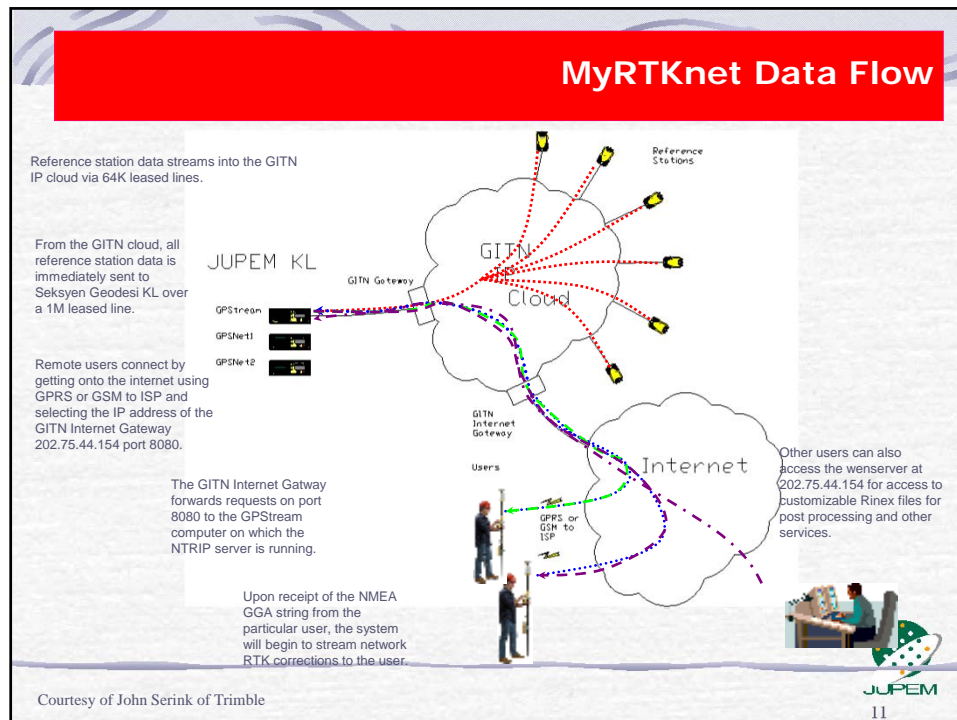 MyRTKnet Data Flow
Reference station data streams into the GITN
IP cloud via 64K leased lines.
Reference
Stations
From the GITN cloud, all
reference station data is
immediately sent to
Seksyen Geodesi KL over
a 1M leased line.
JUPEM KL
GITN Gateway
GITN
IP
Cloud
GPStream
GPSNet1
GPSNet2
Remote users connect by
getting onto the internet using
GPRS or GSM to ISP and
selecting the IP address of the
GITN Internet Gateway
202.75.44.154 port 8080.
GITN
Internet
Gateway
Users
Internet
Other users can also
access the wenserver at
202.75.44.154 for access to
customizable Rinex files for
post processing and other
services.
The GITN Internet Gatway
forwards requests on port
8080 to the GPStream
computer on which the
NTRIP server is running.
GPRS or
GSM to
ISP
Upon receipt of the NMEA
GGA string from the
particular user, the system
will begin to stream network
RTK corrections to the user.
Courtesy of John Serink of Trimble
JUPEM
11